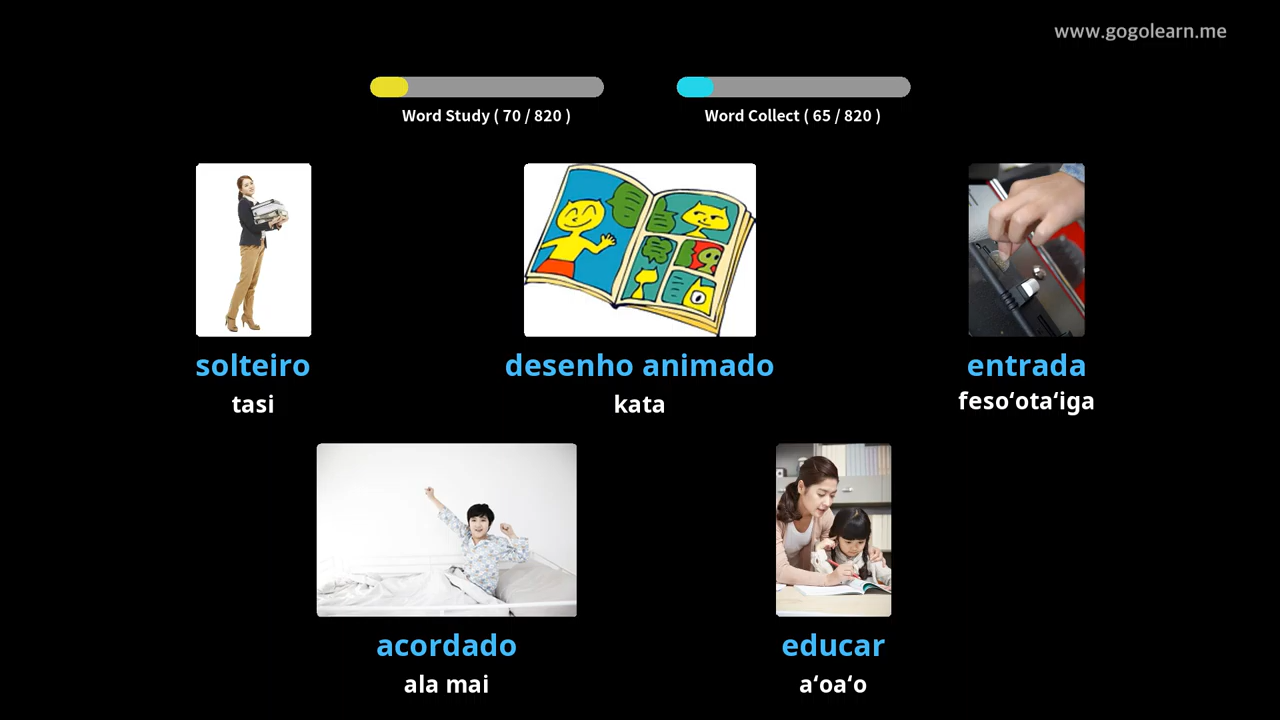 www.gogolearn.me
Word Study ( 70 / 820 )
Word Collect ( 65 / 820 )
solteiro
desenho animado
entrada
tasi
kata
fesoʻotaʻiga
acordado
educar
ala mai
aʻoaʻo